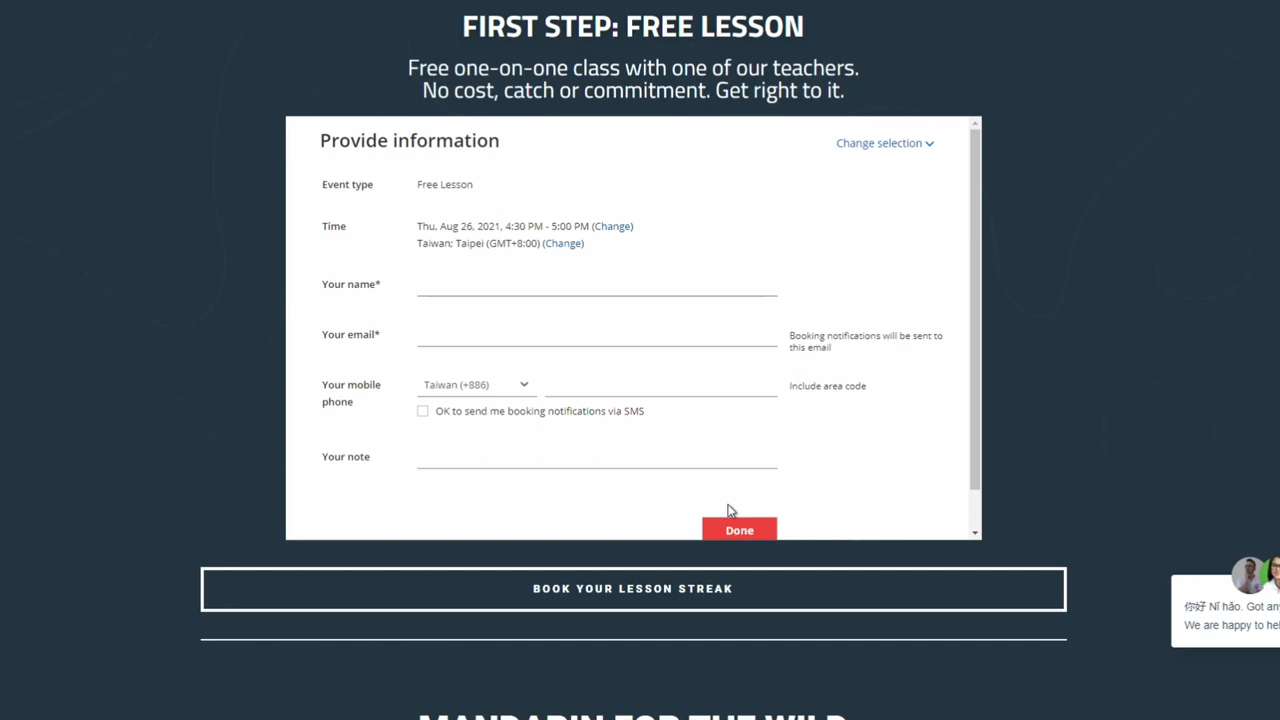 FIRST STEP: FREE LESSON
Free one-on-one class with one of our teachers.
No cost, catch or commitment. Get right to it.
Provide information
Change selection
Event type
Free Lesson
Time
Thu, Aug 26, 2021, 4:30 PM - 5:00 PM (Change)
Taiwan; Taipei (GMT+8:00) (Change)
Your name*
Your email*
Booking notifications will be sent to
this email
Your mobile
phone
Taiwan (+886)
Include area code
OK to send me booking notifications via SMS
Your note
Done
BOOK YOUR LESSON STREAK
你好 Nǐ hǎo. Got an
We are happy to hel
MANDARIN FOR THE WILD